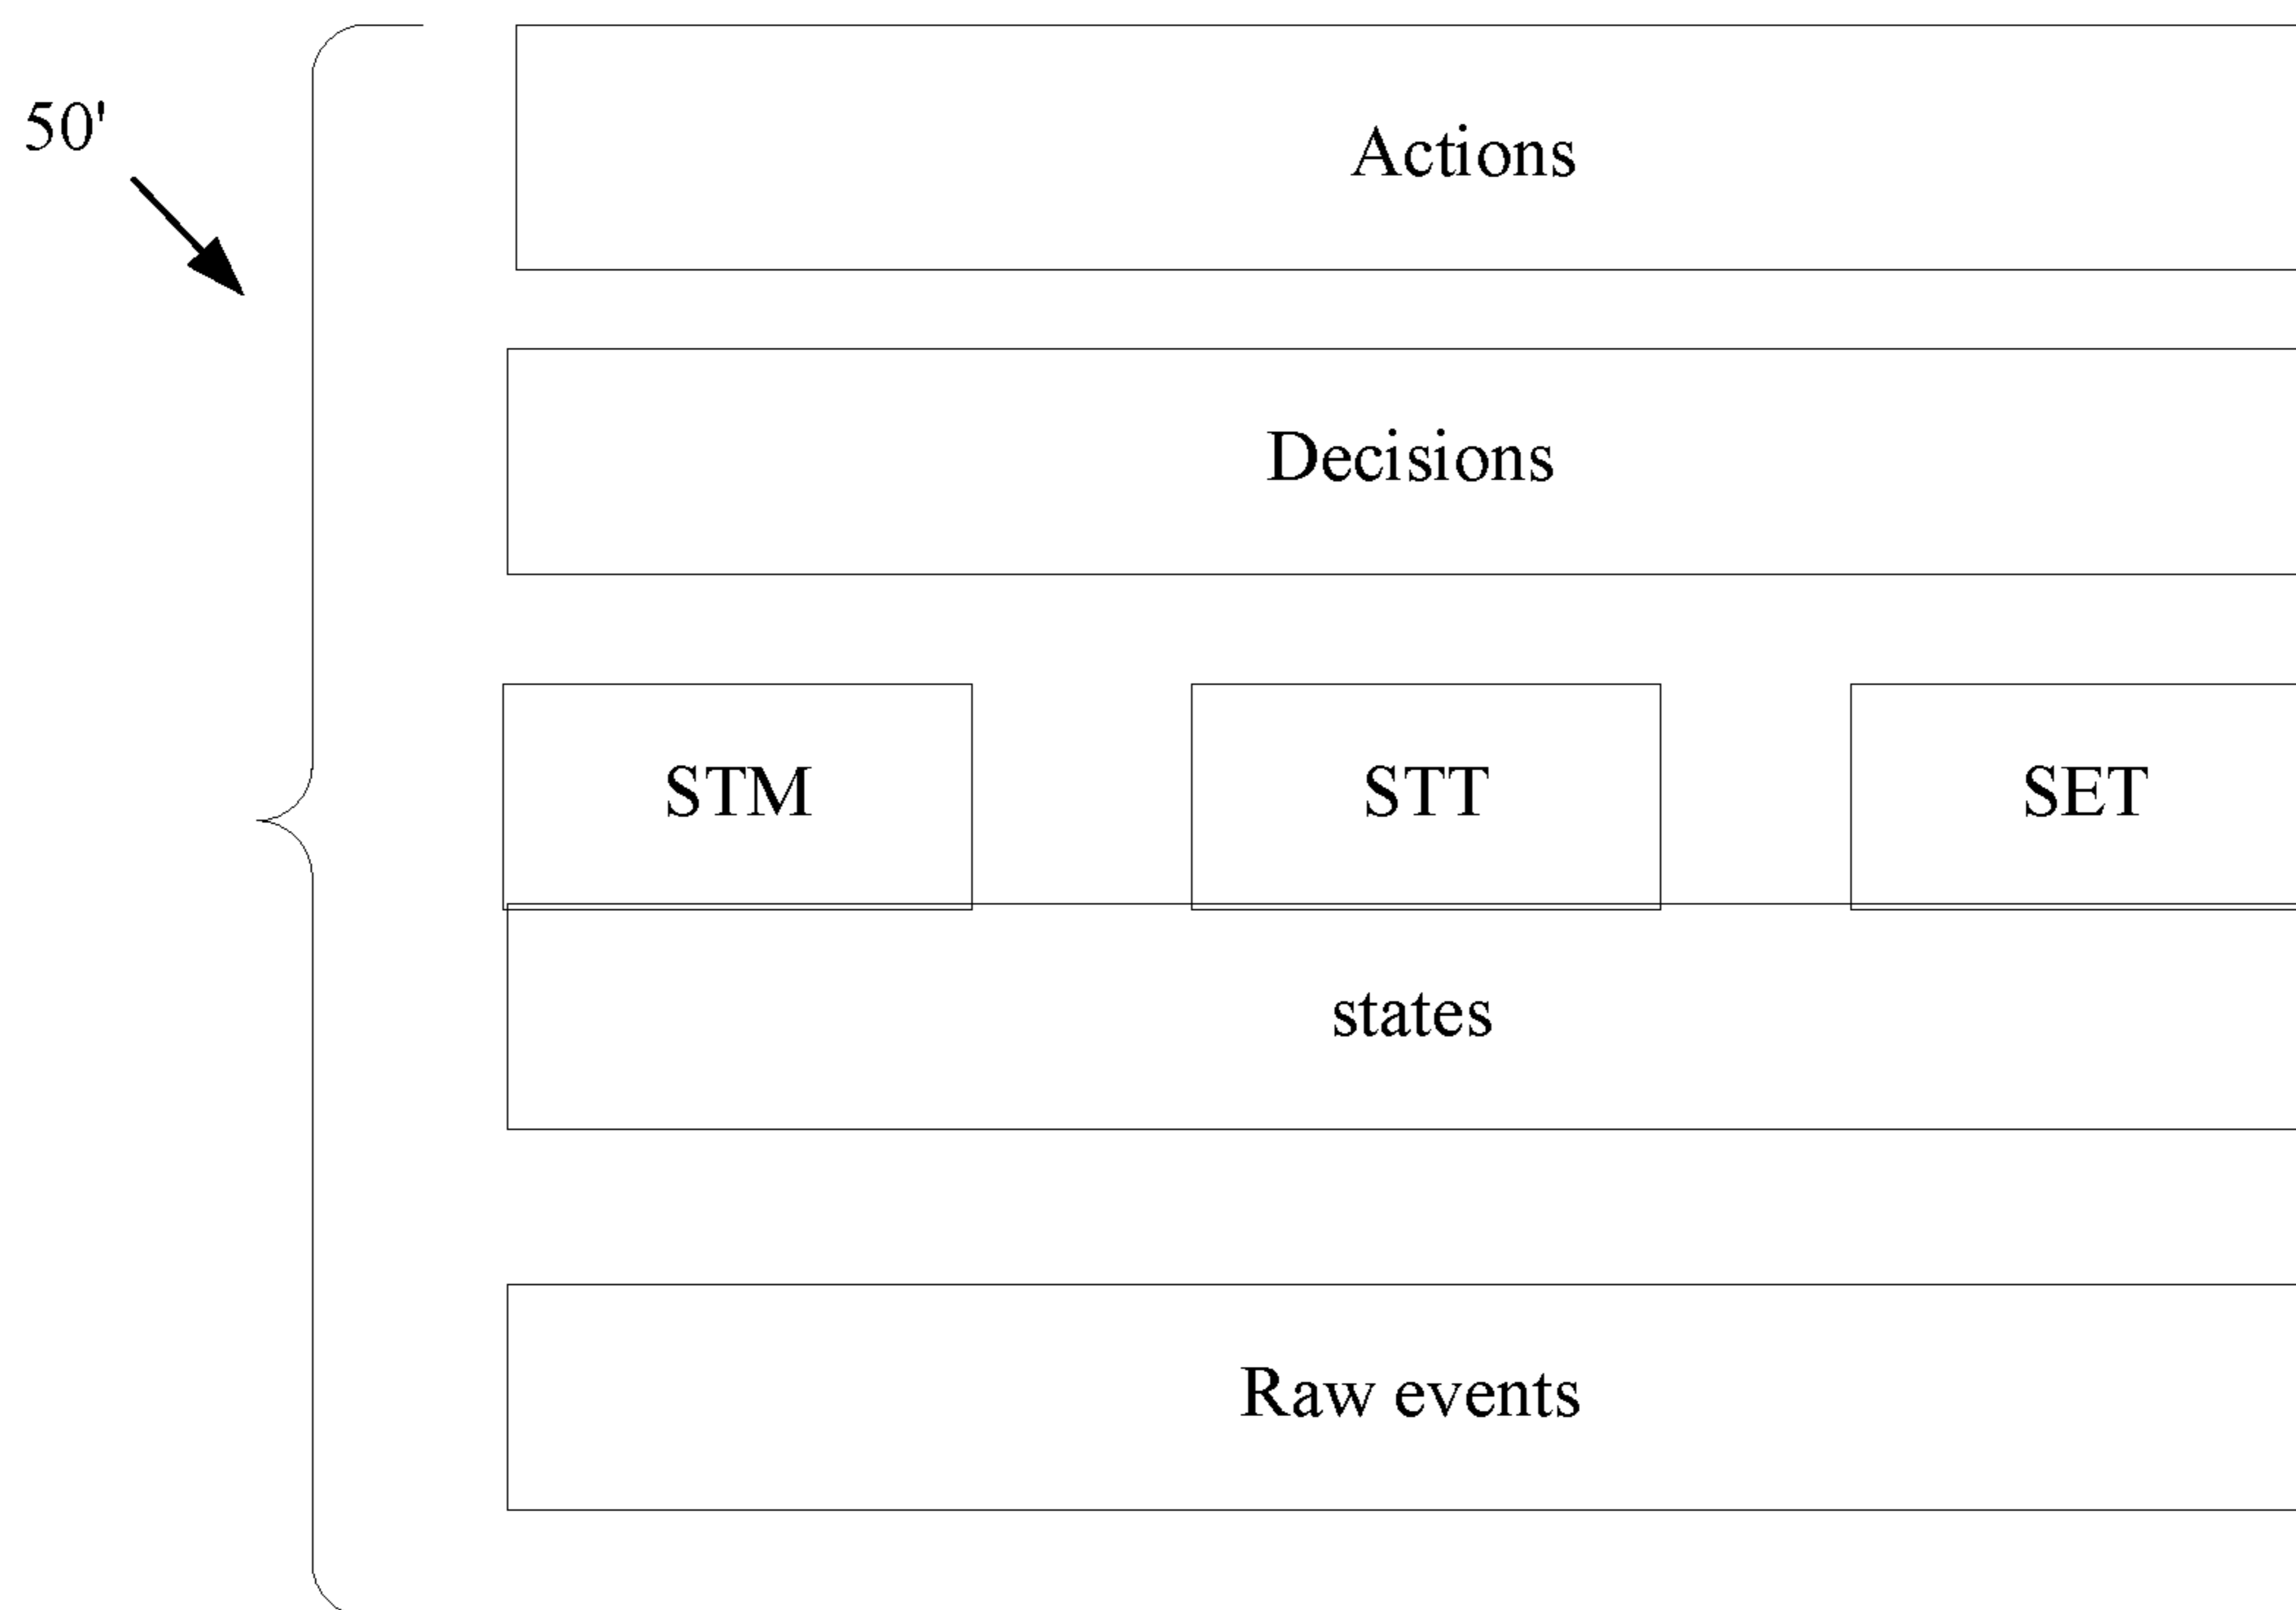 50'
Actions
Decisions
STM STT SET
states
Raw events